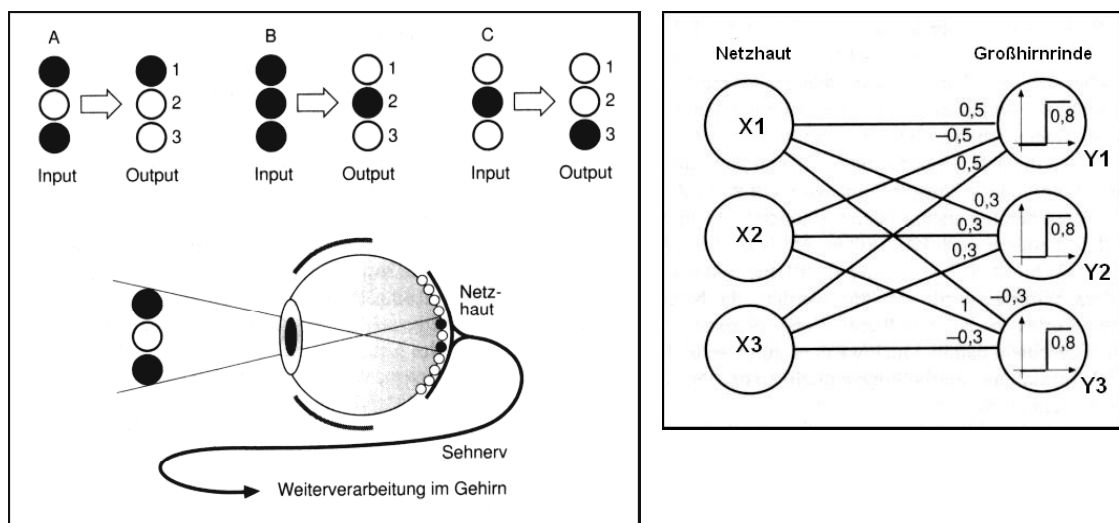 A
B
C
1
2
3
1
2
3
1
2
3
Input
Output
Input
Output
Input
Output
Netz-
haut
Sehnerv
Weiterverarbeitung im Gehirn
Netzhaut
Großhirnrinde
X1
0,5
0,8
–0,5
Y1
0,5
0,3
X2
0,3
0,8
0,3
Y2
1
–0,3
X3
–0,3
0,8
Y3